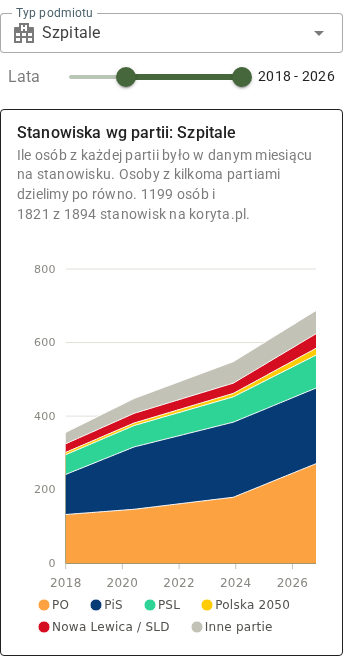 Typ podmiotu
Szpitale
Lata
2018 - 2026
Stanowiska wg partii: Szpitale
Ile osób z każdej partii było w danym miesiącu
na stanowisku. Osoby z kilkoma partiami
dzielimy po równo. 1199 osób i
1821 z 1894 stanowisk na koryta.pl.
800
600
400
200
0
2018 2020 2022 2024 2026
PO PiS PSL Polska 2050
Nowa Lewica / SLD Inne partie